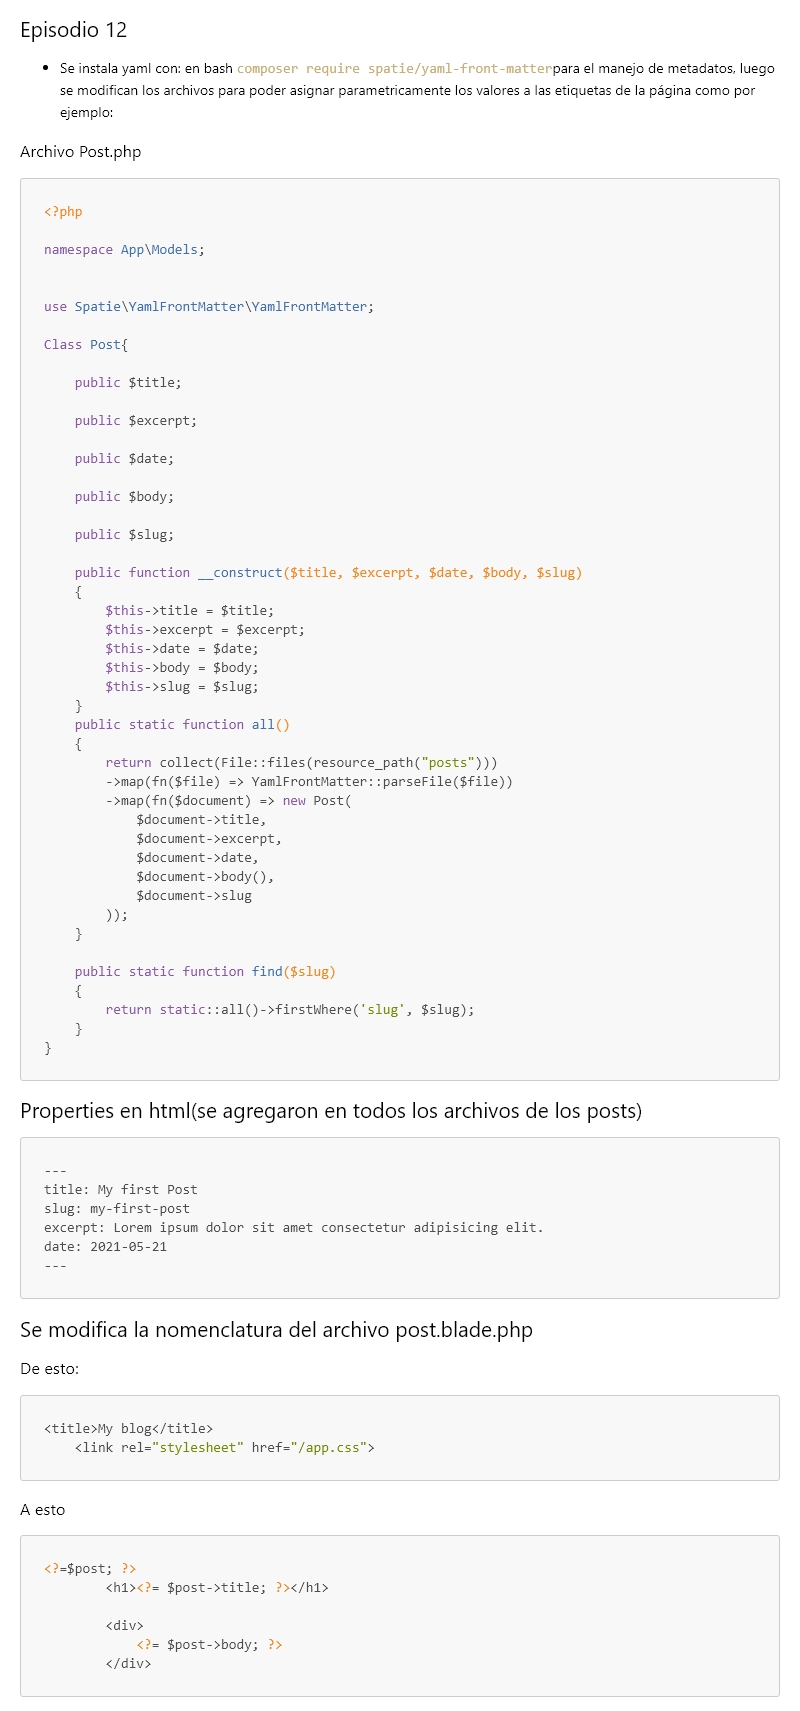 Episodio 12
• Se instala yaml con: en bash composer require spatie/yaml-front-matterpara el manejo de metadatos, luego
se modifican los archivos para poder asignar parametricamente los valores a las etiquetas de la página como por
ejemplo:
Archivo Post.php
<?php
namespace App\Models;
use Spatie\YamlFrontMatter\YamlFrontMatter;
Class Post{
    public $title;
    public $excerpt;
    public $date;
    public $body;
    public $slug;
    public function __construct($title, $excerpt, $date, $body, $slug)
    {
        $this->title = $title;
        $this->excerpt = $excerpt;
        $this->date = $date;
        $this->body = $body;
        $this->slug = $slug;
    }
    public static function all()
    {
        return collect(File::files(resource_path("posts")))
        ->map(fn($file) => YamlFrontMatter::parseFile($file))
        ->map(fn($document) => new Post(
            $document->title,
            $document->excerpt,
            $document->date,
            $document->body(),
            $document->slug
        ));
    }
    public static function find($slug)
    {
        return static::all()->firstWhere('slug', $slug);
    }
}
Properties en html(se agregaron en todos los archivos de los posts)
---
title: My first Post
slug: my-first-post
excerpt: Lorem ipsum dolor sit amet consectetur adipisicing elit.
date: 2021-05-21
---
Se modifica la nomenclatura del archivo post.blade.php
De esto:
<title>My blog</title>
    <link rel="stylesheet" href="/app.css">
A esto
<?=$post; ?>
        <h1><?= $post->title; ?></h1>
        <div>
            <?= $post->body; ?>
        </div>